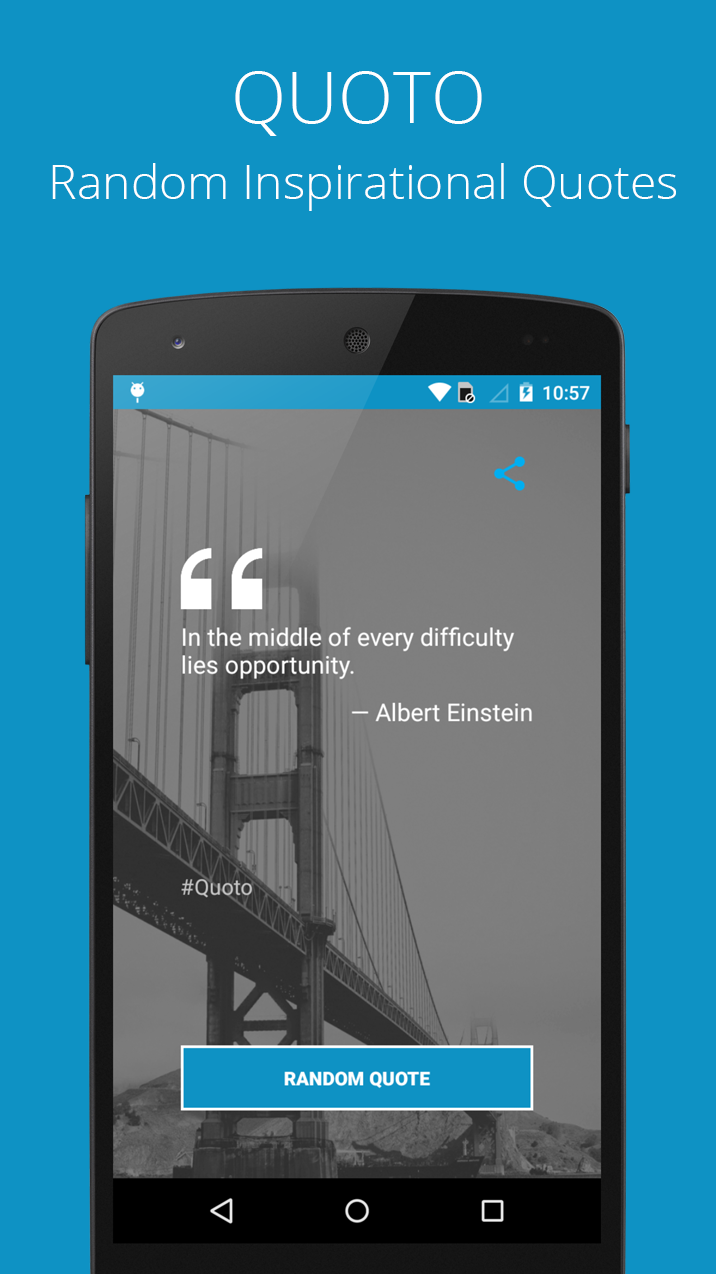 QUOTO
Random Inspirational Quotes
10:57
In the middle of every difficulty
lies opportunity.
— Albert Einstein
#Quoto
RANDOM QUOTE